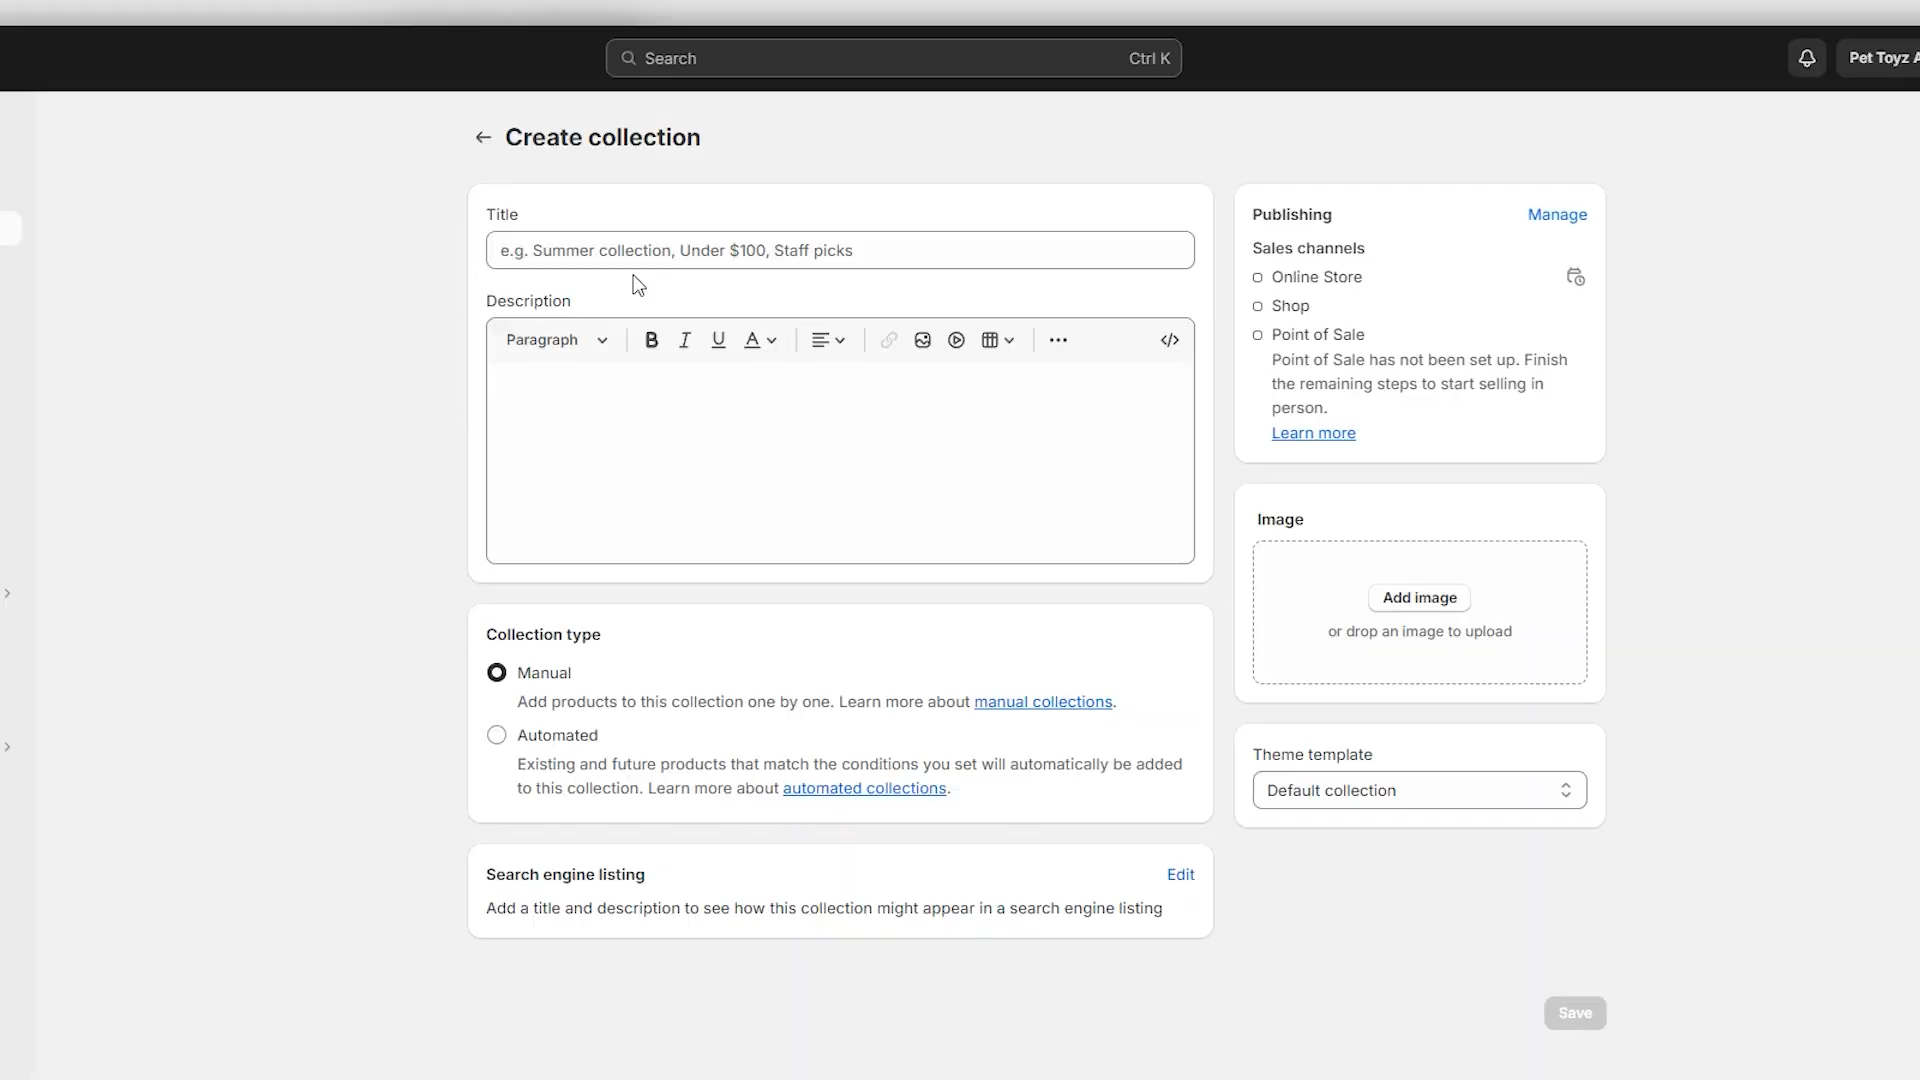 Search
Ctrl K
Pet Toyz A
Create collection
Title
e.g. Summer collection, Under $100, Staff picks
Description
Paragraph
B I U A
Collection type
Manual
Add products to this collection one by one. Learn more about manual collections.
Automated
Existing and future products that match the conditions you set will automatically be added
to this collection. Learn more about automated collections.
Search engine listing
Edit
Add a title and description to see how this collection might appear in a search engine listing
Publishing
Manage
Sales channels
Online Store
Shop
Point of Sale
Point of Sale has not been set up. Finish
the remaining steps to start selling in
person.
Learn more
Image
Add image
or drop an image to upload
Theme template
Default collection
Save